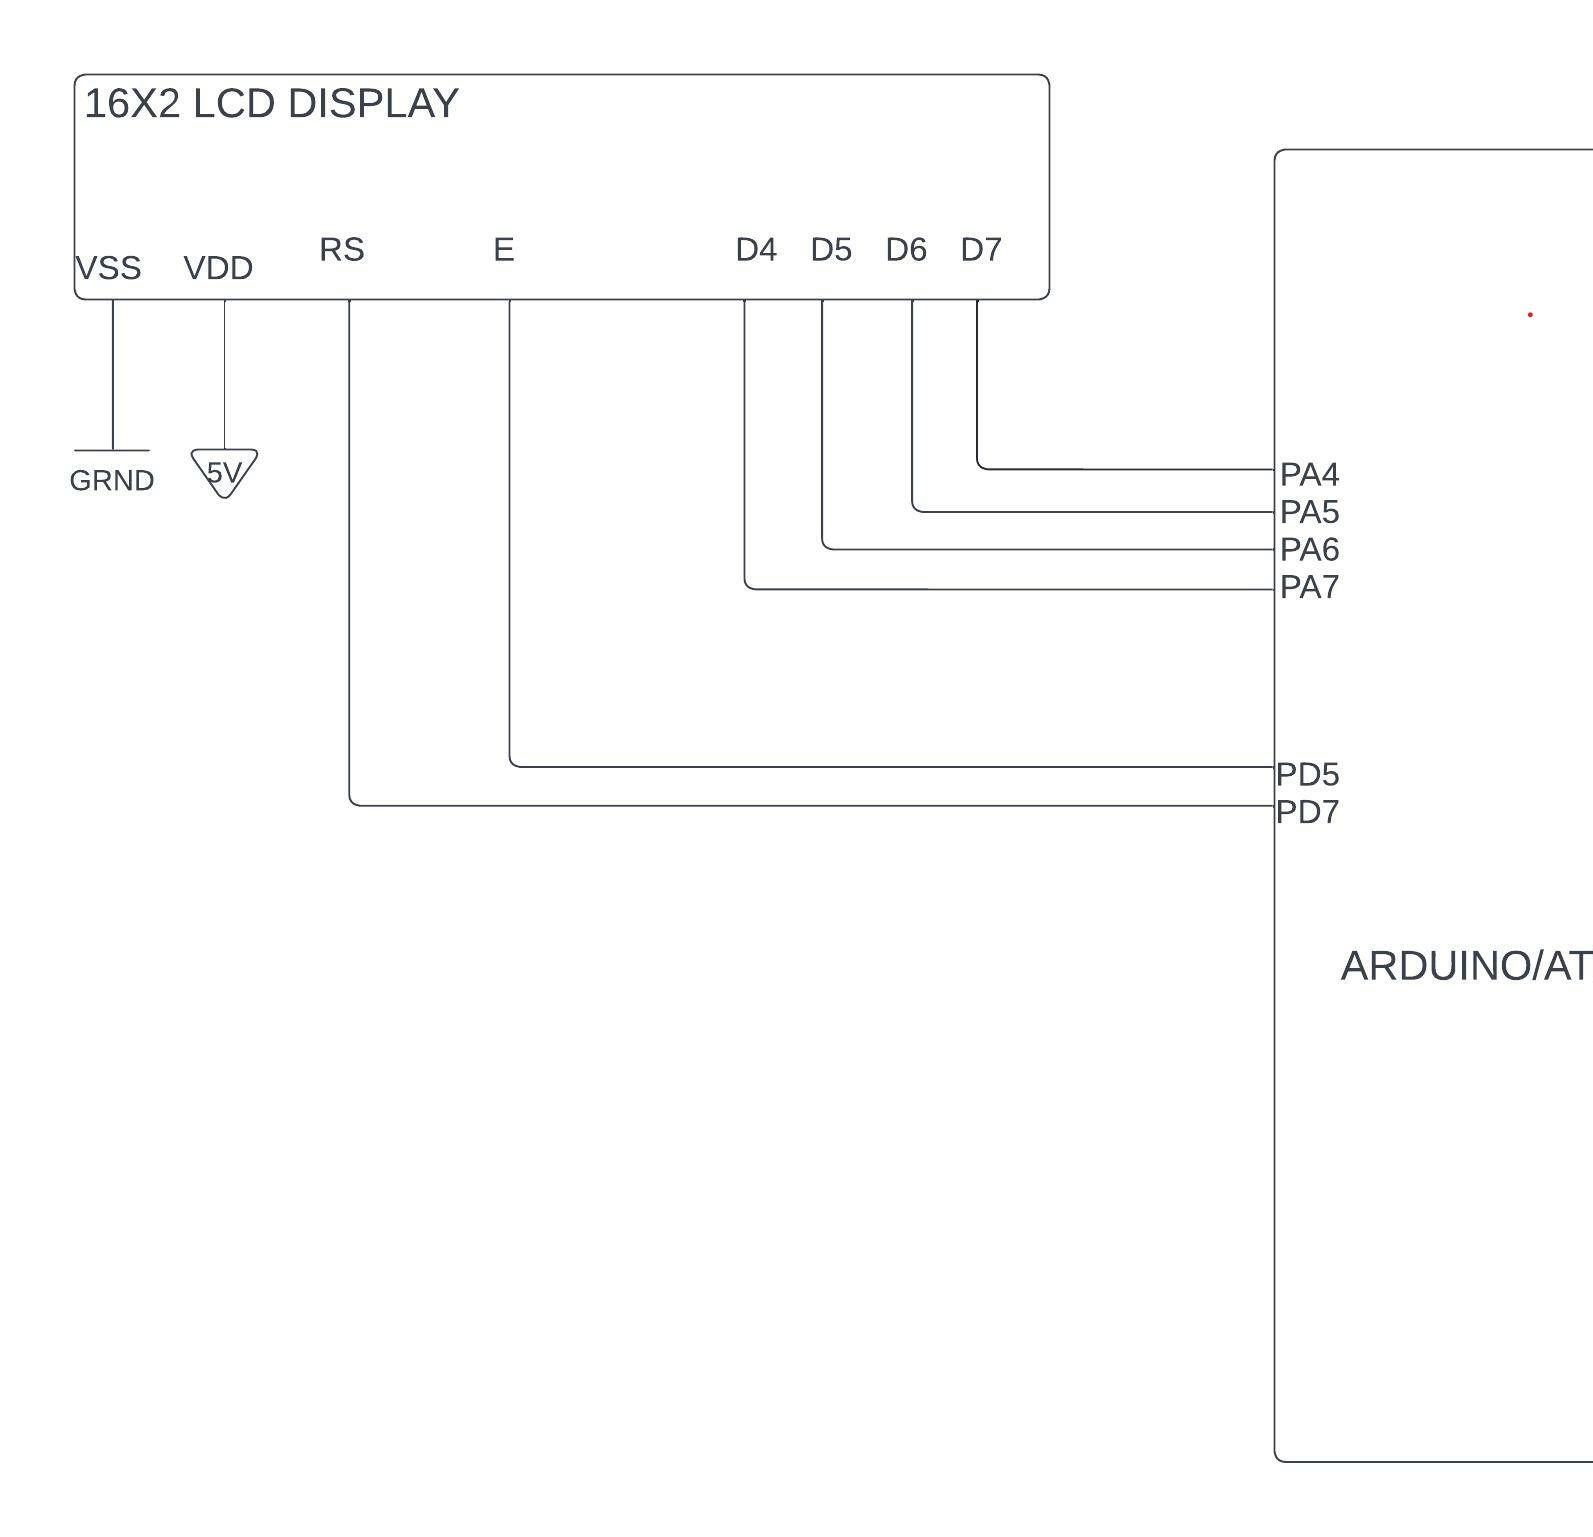 16X2 LCD DISPLAY
VSS VDD RS E D4 D5 D6 D7
GRND 5V
PA4
PA5
PA6
PA7
PD5
PD7
ARDUINO/AT